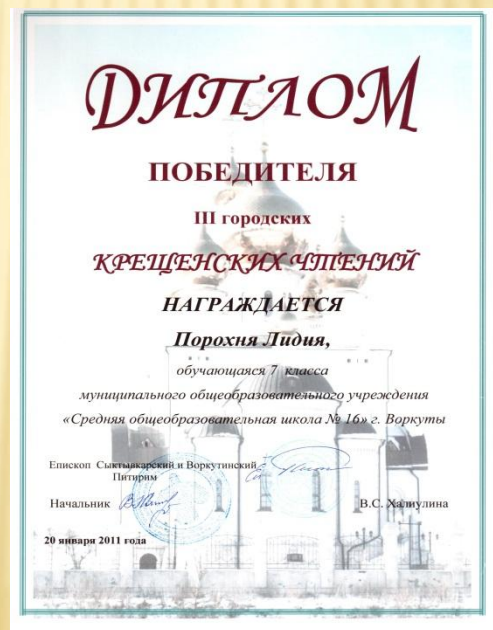 ДИПЛОМ
ПОБЕДИТЕЛЯ
III городских
КРЕЩЕНСКИХ ЧТЕНИЙ
НАГРАЖДАЕТСЯ
Порохня Лидия,
обучающаяся 7 класса
муниципального общеобразовательного учреждения
«Средняя общеобразовательная школа № 16» г. Воркуты
Епископ Сыктывкарский и Воркутинский
Питирим
Начальник В.С. Халиулина
20 января 2011 года